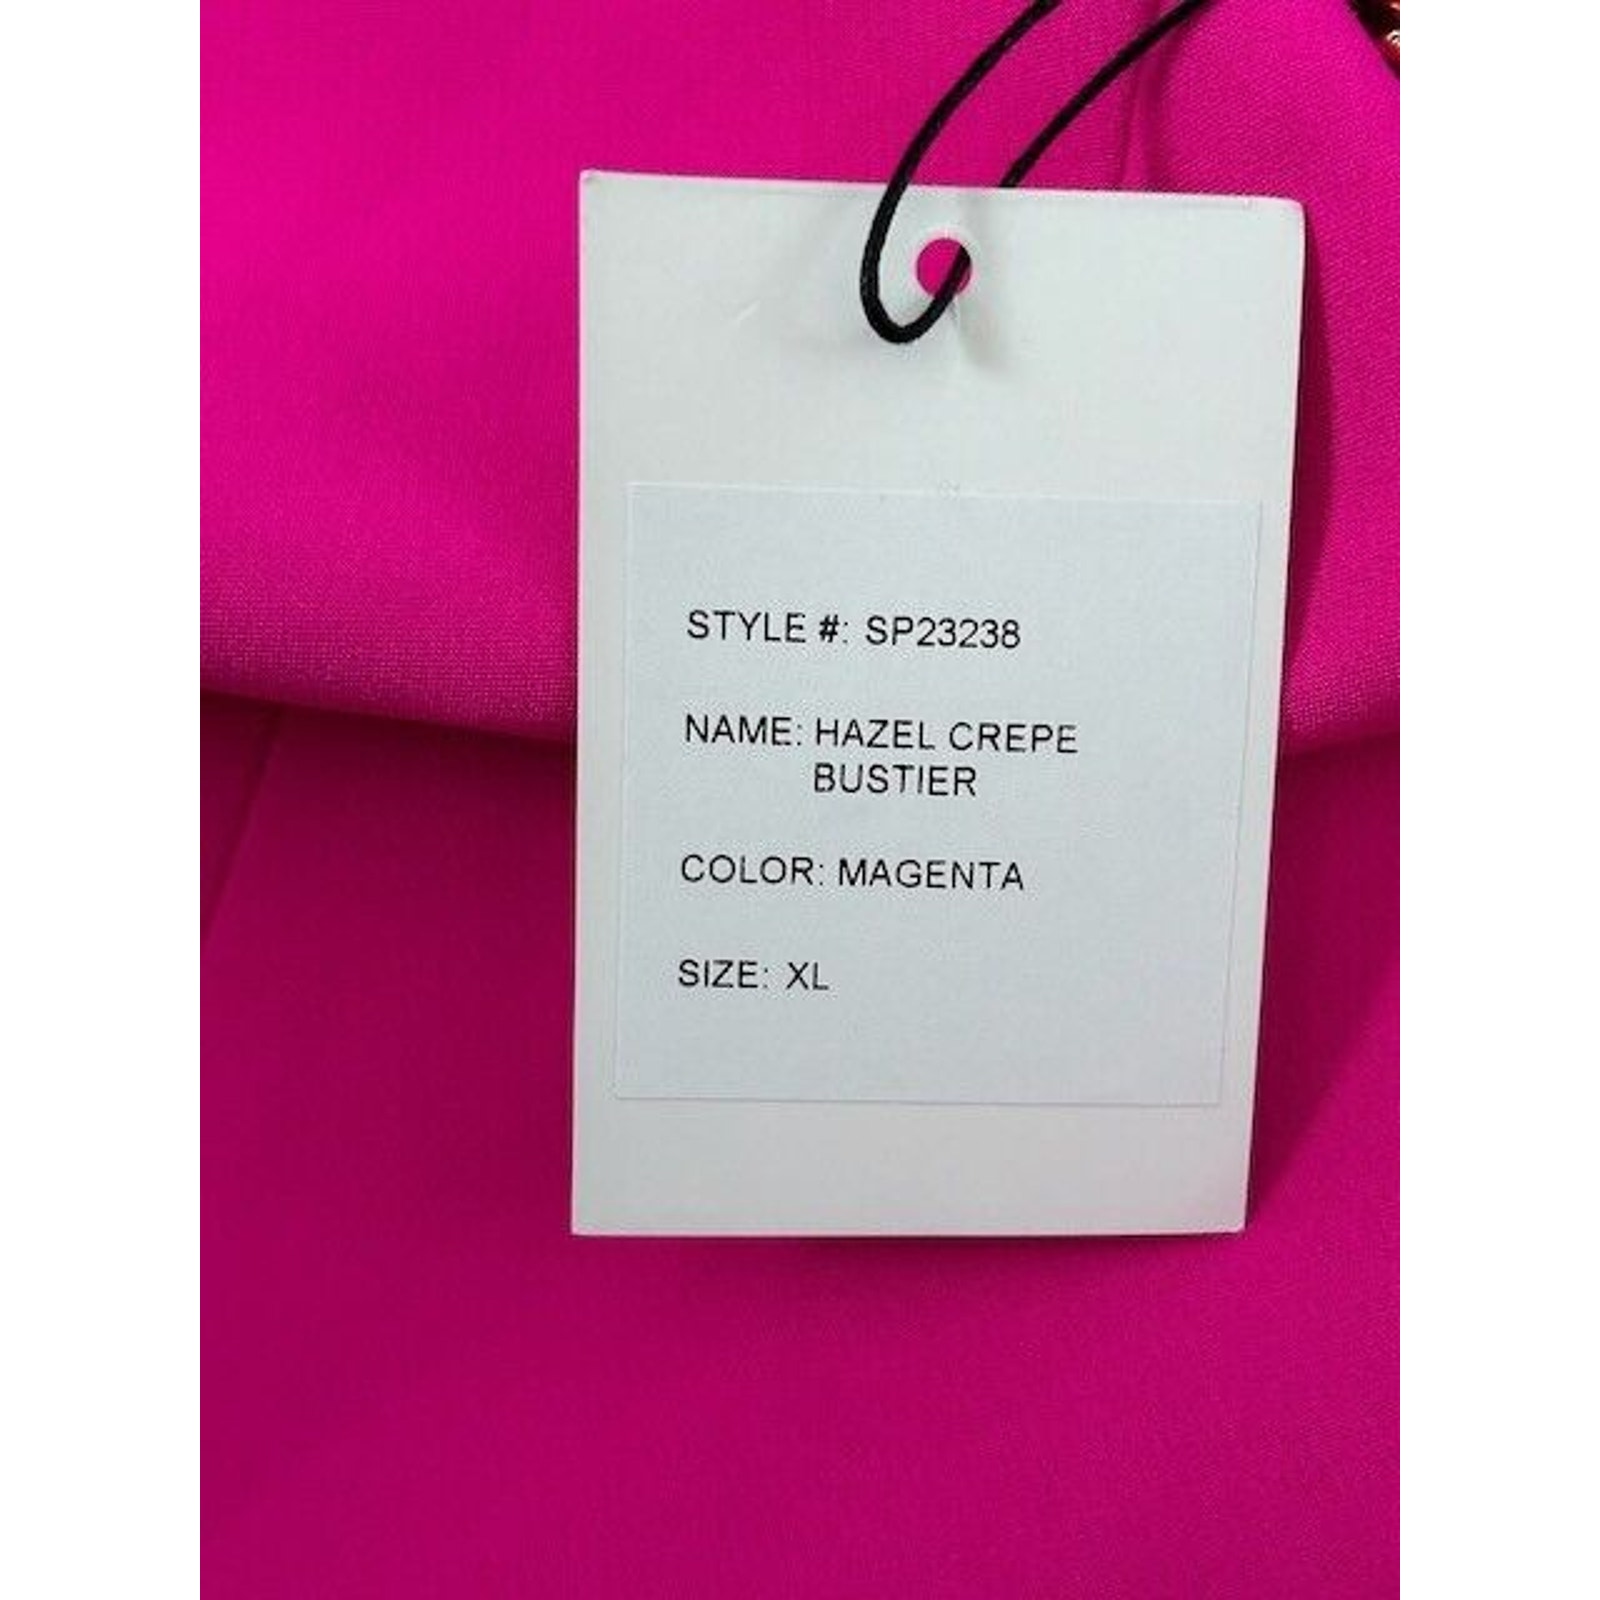 STYLE #: SP23238
NAME: HAZEL CREPE
BUSTIER
COLOR: MAGENTA
SIZE: XL